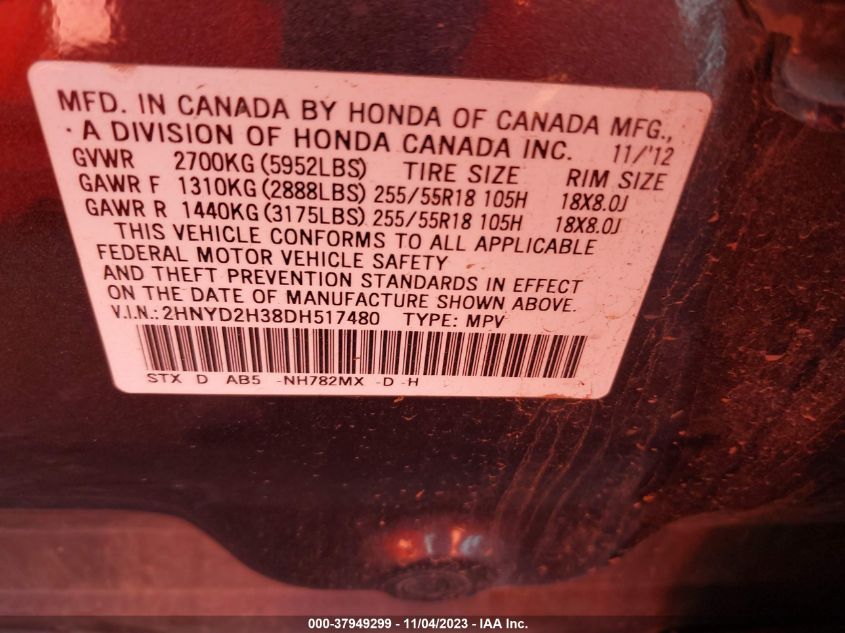 MFD. IN CANADA BY HONDA OF CANADA MFG.,
A DIVISION OF HONDA CANADA INC. 11/'12
GVWR 2700KG (5952LBS) TIRE SIZE RIM SIZE
GAWR F 1310KG (2888LBS) 255/55R18 105H 18X8.0J
GAWR R 1440KG (3175LBS) 255/55R18 105H 18X8.0J
THIS VEHICLE CONFORMS TO ALL APPLICABLE
FEDERAL MOTOR VEHICLE SAFETY
AND THEFT PREVENTION STANDARDS IN EFFECT
ON THE DATE OF MANUFACTURE SHOWN ABOVE.
V.I.N.: 2HNYD2H38DH517480 TYPE: MPV
STX D AB5 -NH782MX -D -H
000-37949299 - 11/04/2023 - IAA Inc.